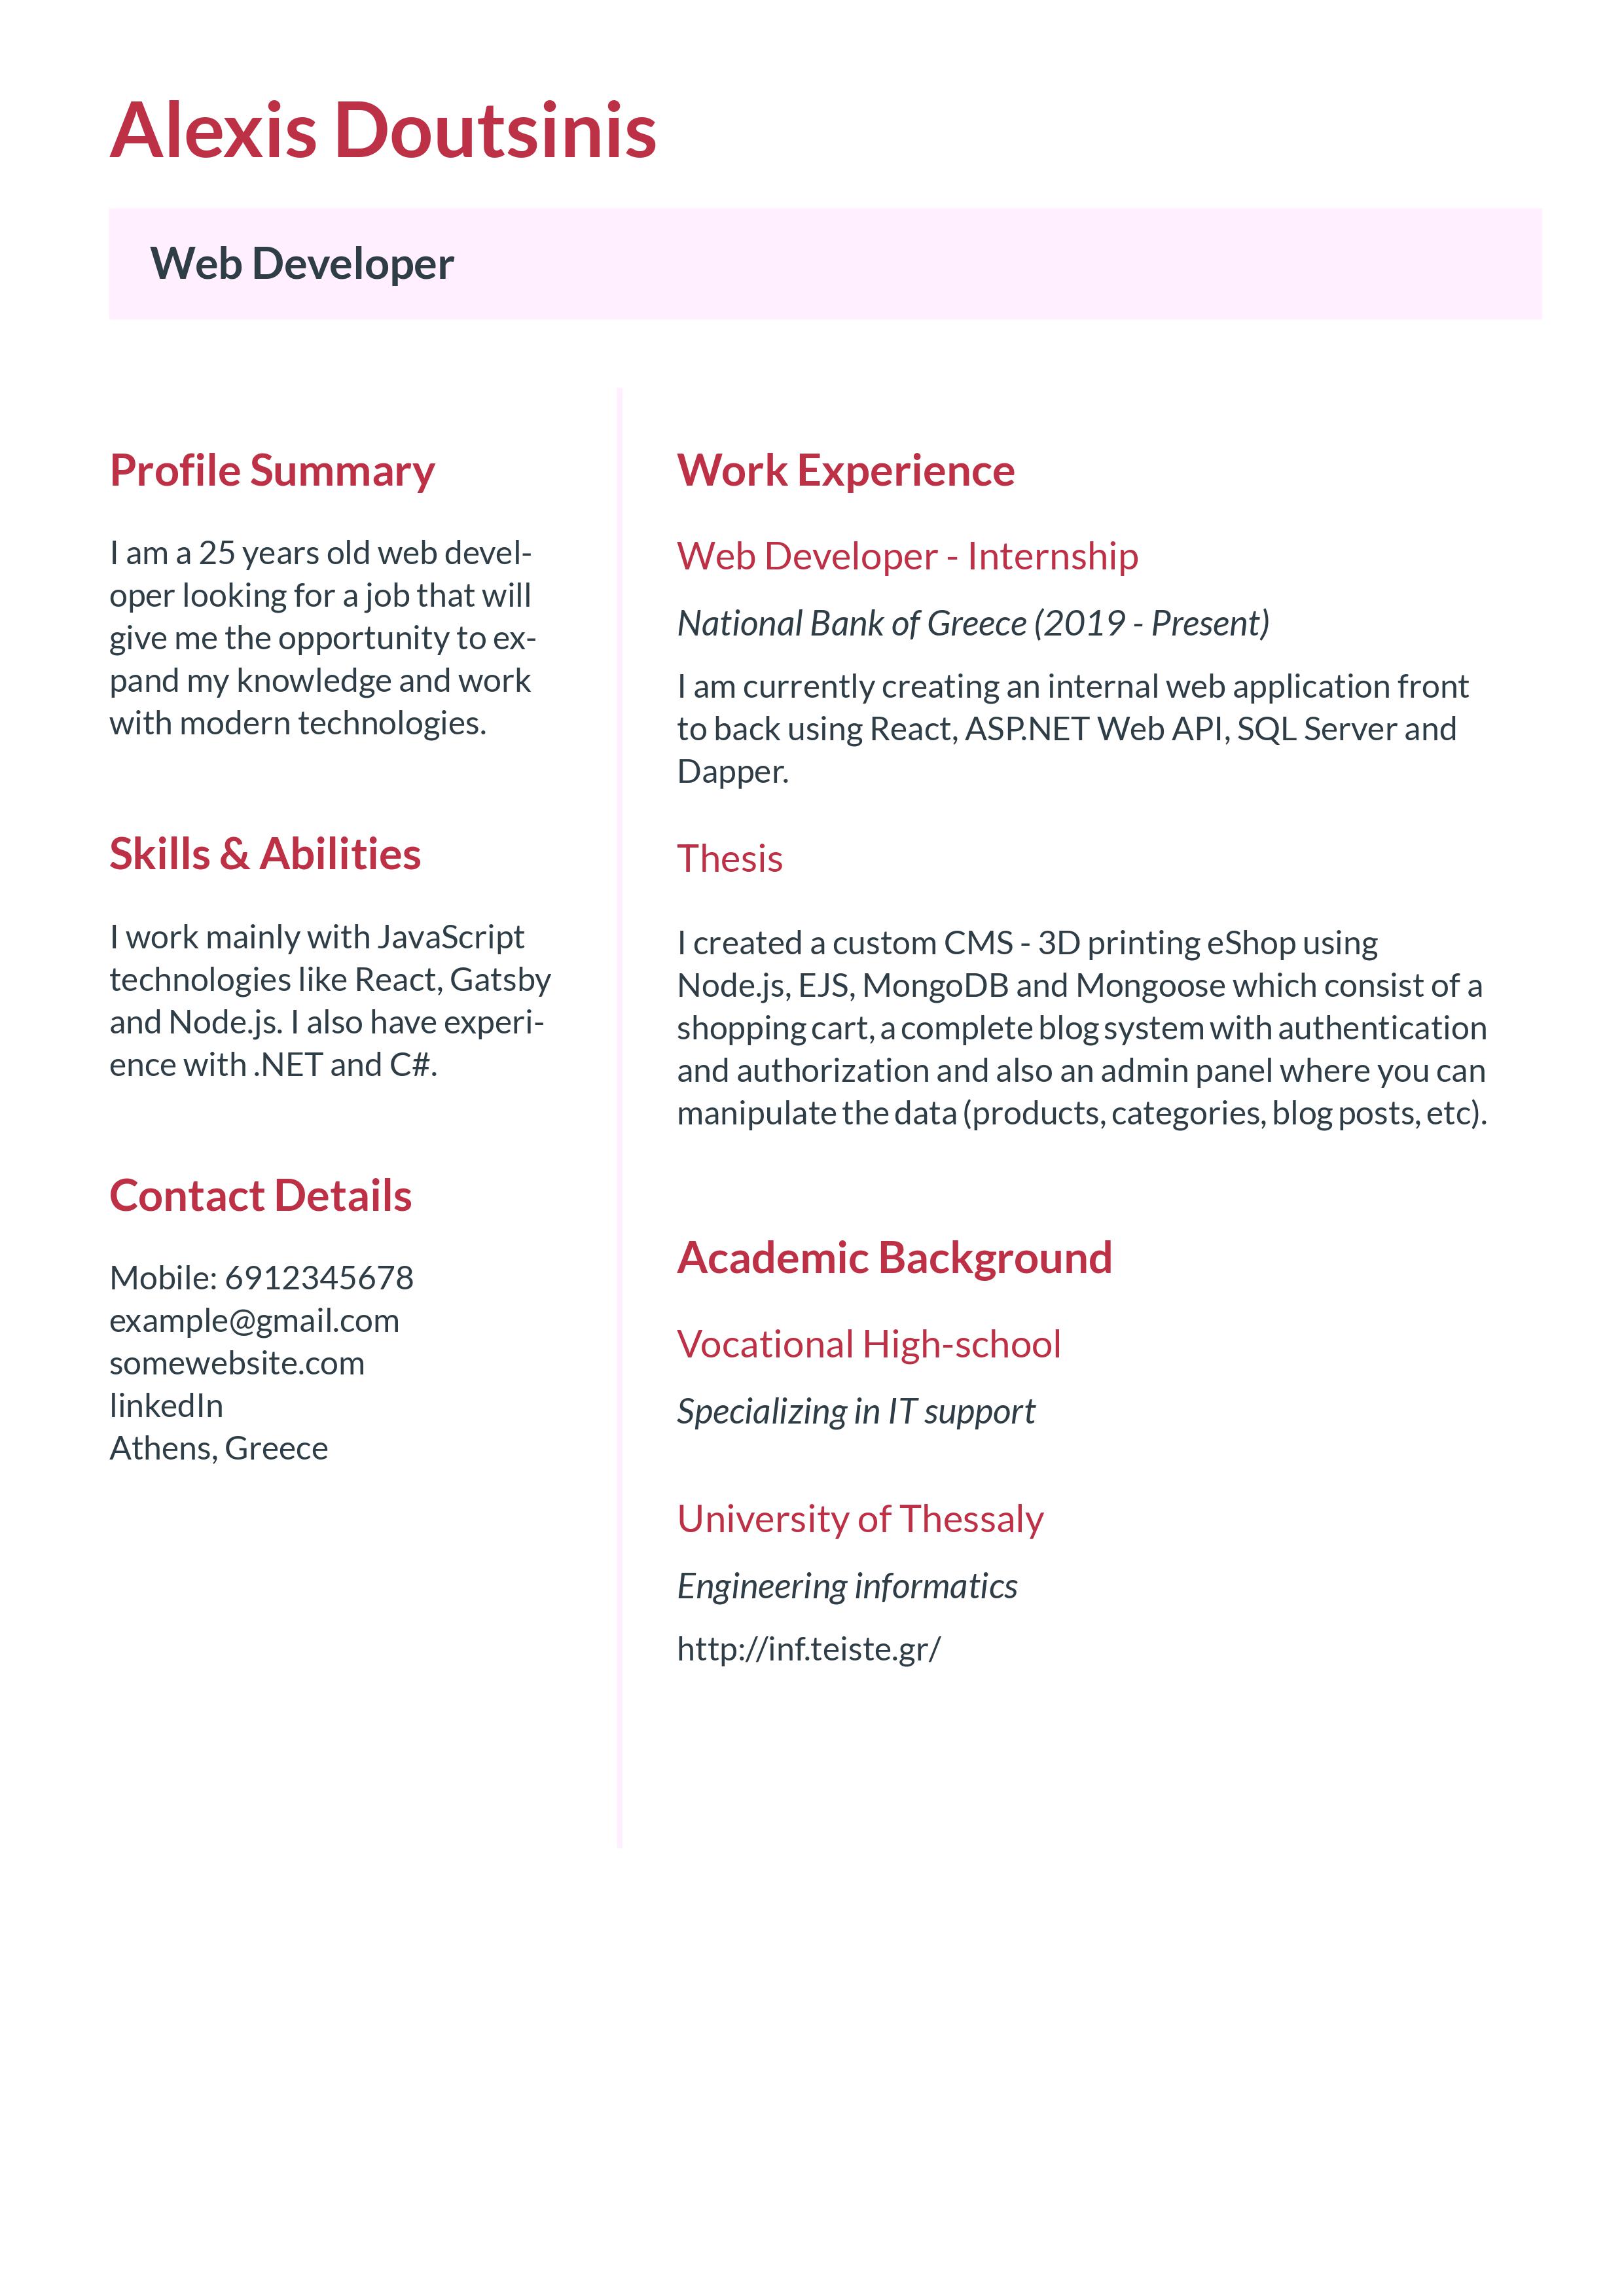 Alexis Doutsinis
Web Developer
Profile Summary
I am a 25 years old web devel-
oper looking for a job that will
give me the opportunity to ex-
pand my knowledge and work
with modern technologies.
Skills & Abilities
I work mainly with JavaScript
technologies like React, Gatsby
and Node.js. I also have experi-
ence with .NET and C#.
Contact Details
Mobile: 6912345678
example@gmail.com
somewebsite.com
linkedIn
Athens, Greece
Work Experience
Web Developer - Internship
National Bank of Greece (2019 - Present)
I am currently creating an internal web application front
to back using React, ASP.NET Web API, SQL Server and
Dapper.
Thesis
I created a custom CMS - 3D printing eShop using
Node.js, EJS, MongoDB and Mongoose which consist of a
shopping cart, a complete blog system with authentication
and authorization and also an admin panel where you can
manipulate the data (products, categories, blog posts, etc).
Academic Background
Vocational High-school
Specializing in IT support
University of Thessaly
Engineering informatics
http://inf.teiste.gr/